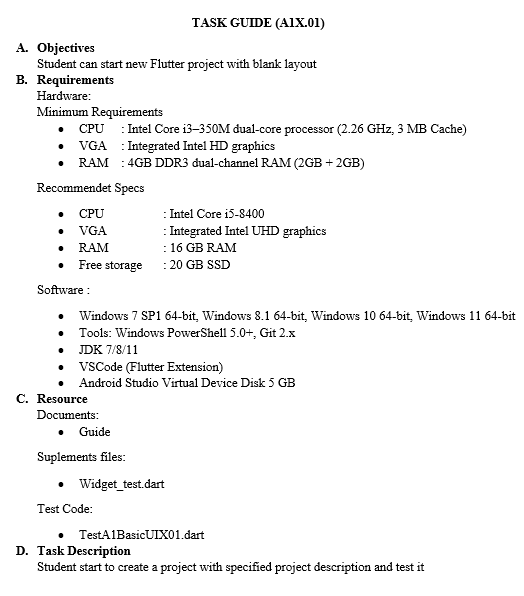 TASK GUIDE (A1X.01)
A. Objectives
Student can start new Flutter project with blank layout
B. Requirements
Hardware:
Minimum Requirements
• CPU : Intel Core i3–350M dual-core processor (2.26 GHz, 3 MB Cache)
• VGA : Integrated Intel HD graphics
• RAM : 4GB DDR3 dual-channel RAM (2GB + 2GB)
Recommendet Specs
• CPU : Intel Core i5-8400
• VGA : Integrated Intel UHD graphics
• RAM : 16 GB RAM
• Free storage : 20 GB SSD
Software :
• Windows 7 SP1 64-bit, Windows 8.1 64-bit, Windows 10 64-bit, Windows 11 64-bit
• Tools: Windows PowerShell 5.0+, Git 2.x
• JDK 7/8/11
• VSCode (Flutter Extension)
• Android Studio Virtual Device Disk 5 GB
C. Resource
Documents:
• Guide
Suplements files:
• Widget_test.dart
Test Code:
• TestA1BasicUIX01.dart
D. Task Description
Student start to create a project with specified project description and test it